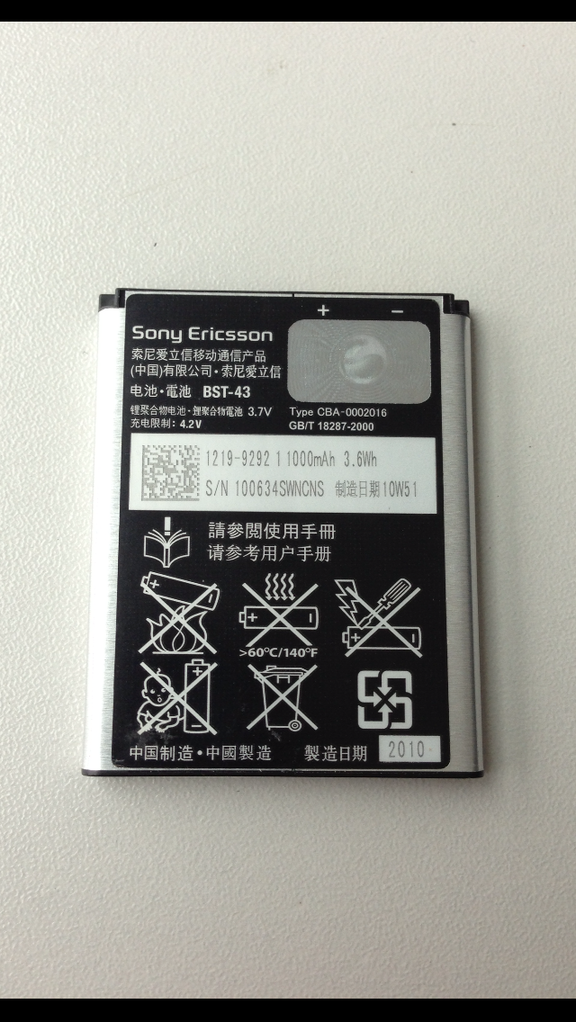 + −
Sony Ericsson
索尼爱立信移动通信产品
(中国)有限公司·索尼愛立信
电池·電池 BST-43
锂聚合物电池、鋰聚合物電池 3.7V
充电限制: 4.2V
Type CBA-0002016
GB/T 18287-2000
1219-9292 1 1000mAh 3.6Wh
S/N 100634SWNCNS 制造日期10W51
請參閱使用手冊
请参考用户手册
>60°C/140°F
中国制造·中國製造 製造日期 2010